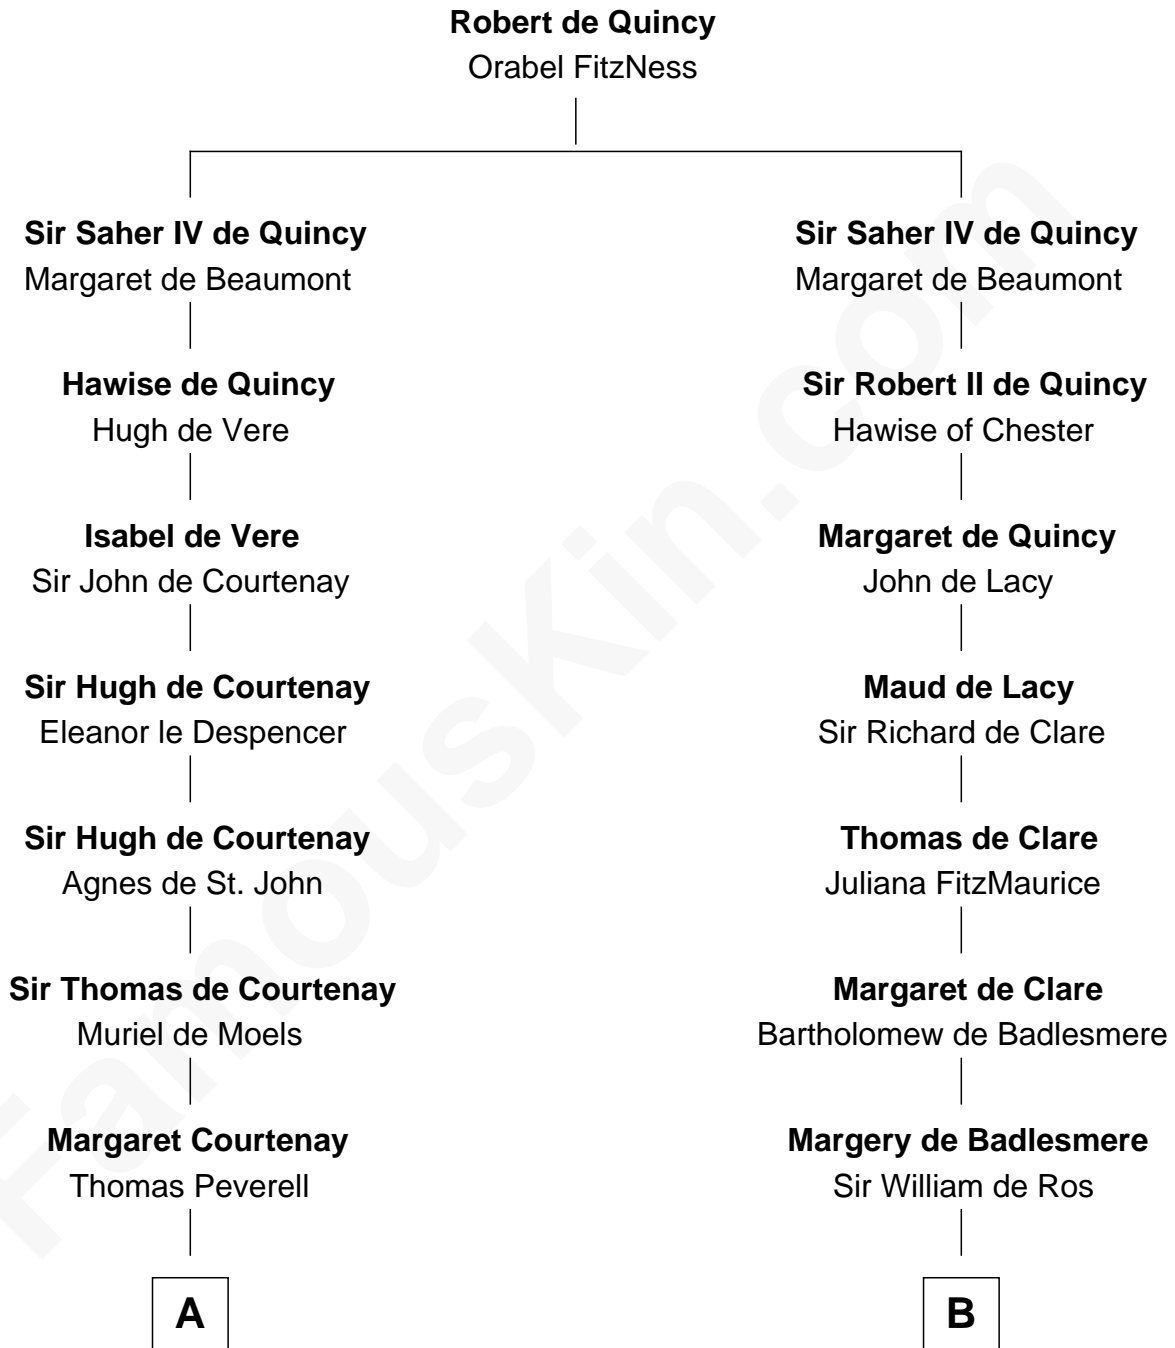 Robert de Quincy
Orabel FitzNess
Sir Saher IV de Quincy
Margaret de Beaumont
Sir Saher IV de Quincy
Margaret de Beaumont
Hawise de Quincy
Hugh de Vere
Sir Robert II de Quincy
Hawise of Chester
Isabel de Vere
Sir John de Courtenay
Margaret de Quincy
John de Lacy
Sir Hugh de Courtenay
Eleanor le Despencer
Maud de Lacy
Sir Richard de Clare
Sir Hugh de Courtenay
Agnes de St. John
Thomas de Clare
Juliana FitzMaurice
Sir Thomas de Courtenay
Muriel de Moels
Margaret de Clare
Bartholomew de Badlesmere
Margaret Courtenay
Thomas Peverell
Margery de Badlesmere
Sir William de Ros
A
B
FamousKin.com